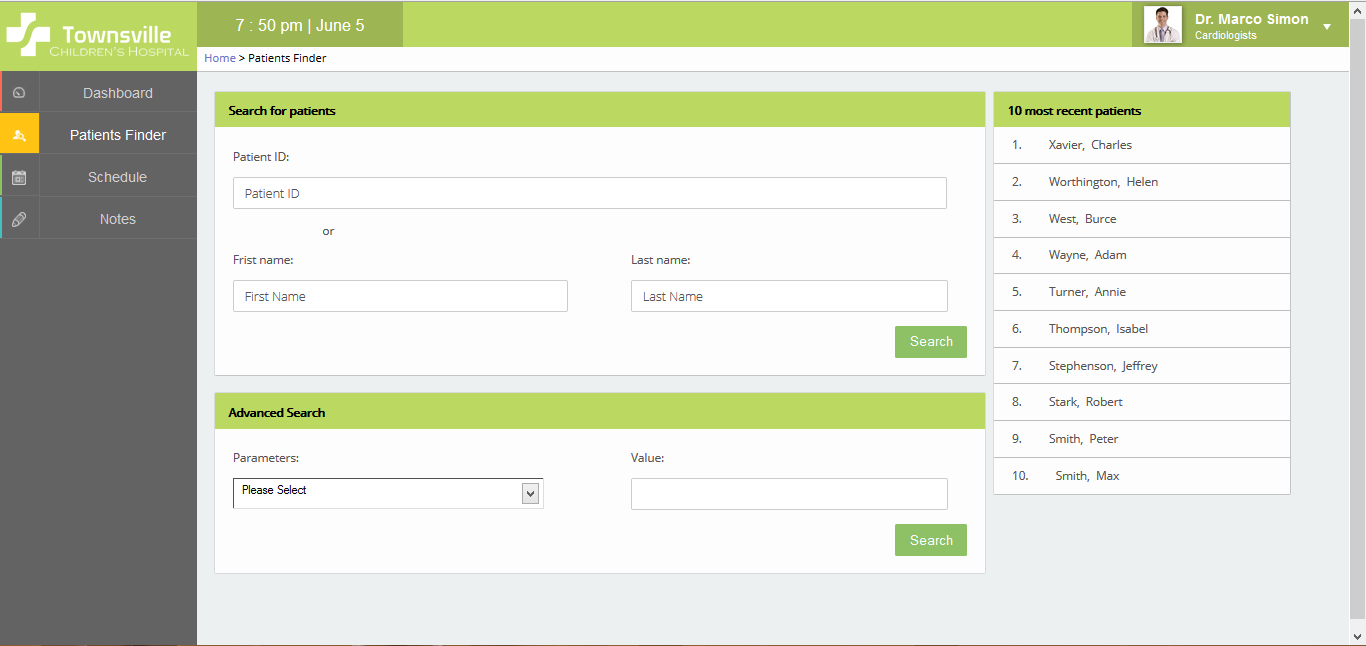 Townsville
CHILDREN'S HOSPITAL
7 : 50 pm | June 5
Dr. Marco Simon
Cardiologists
Home > Patients Finder
Dashboard
Patients Finder
Schedule
Notes
Search for patients
Patient ID:
Patient ID
or
Frist name:
Last name:
First Name
Last Name
Search
Advanced Search
Parameters:
Value:
Please Select
Search
10 most recent patients
1. Xavier, Charles
2. Worthington, Helen
3. West, Burce
4. Wayne, Adam
5. Turner, Annie
6. Thompson, Isabel
7. Stephenson, Jeffrey
8. Stark, Robert
9. Smith, Peter
10. Smith, Max